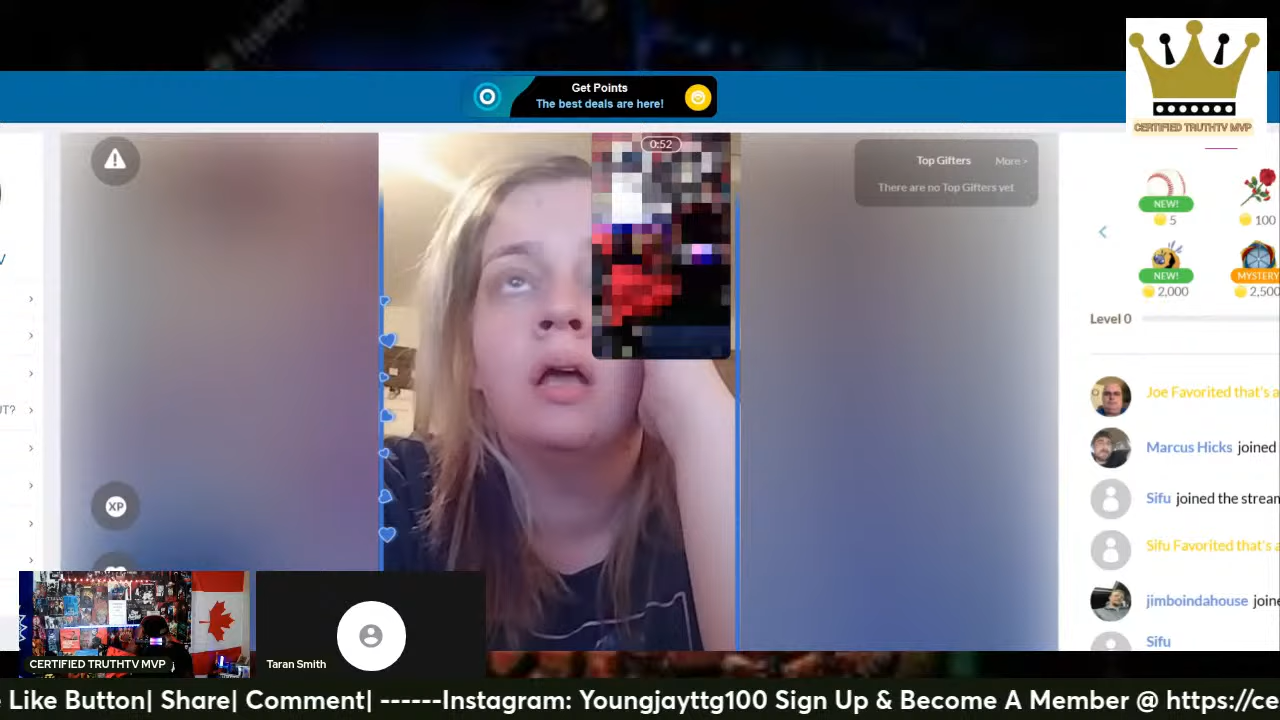 Get Points
The best deals are here!
CERTIFIED TRUTHTV MVP
0:52
Top Gifters
More >
There are no Top Gifters yet
NEW!
5
100
NEW!
2,000
MYSTERY
2,500
Level 0
Joe Favorited that's a
Marcus Hicks joined
Sifu joined the strean
Sifu Favorited that's a
jimboindahouse joine
Sifu
UT?
XP
CERTIFIED TRUTHTV MVP
Taran Smith
e Like Button| Share| Comment| ------Instagram: Youngjayttg100 Sign Up & Become A Member @ https://ce